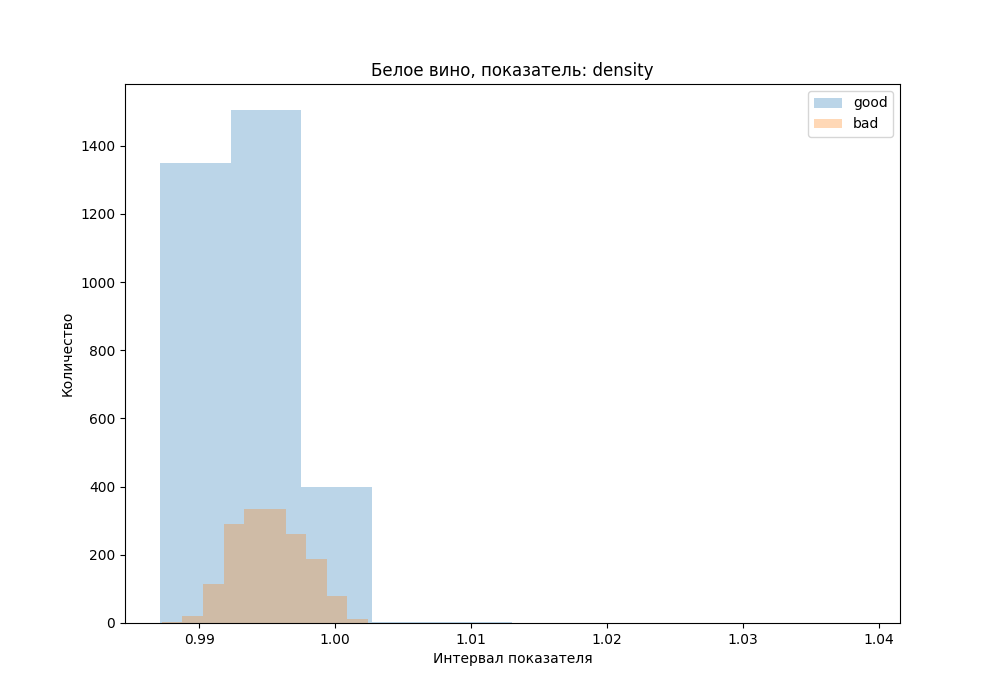 Белое вино, показатель: density
good
bad
Количество
1400
1200
1000
800
600
400
200
0
0.99
1.00
1.01
1.02
1.03
1.04
Интервал показателя